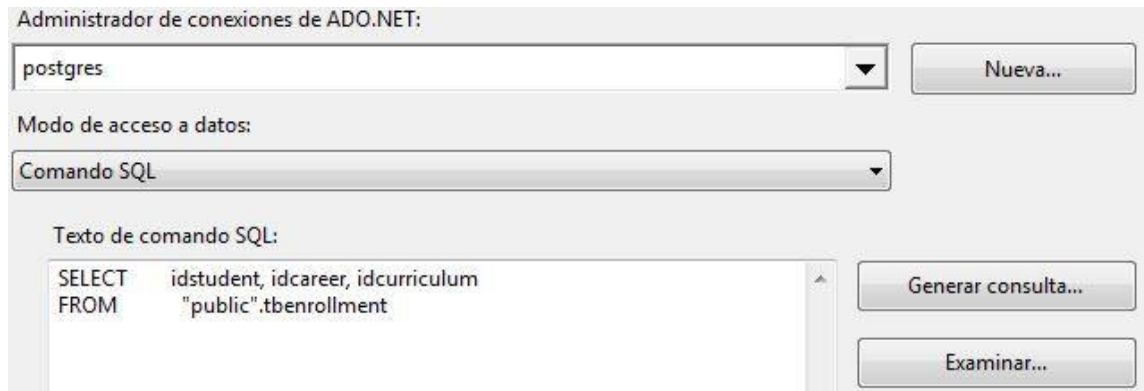 Administrador de conexiones de ADO.NET:
postgres
Nueva...
Modo de acceso a datos:
Comando SQL
Texto de comando SQL:
SELECT idstudent, idcareer, idcurriculum
FROM "public".tbenrollment
Generar consulta...
Examinar...